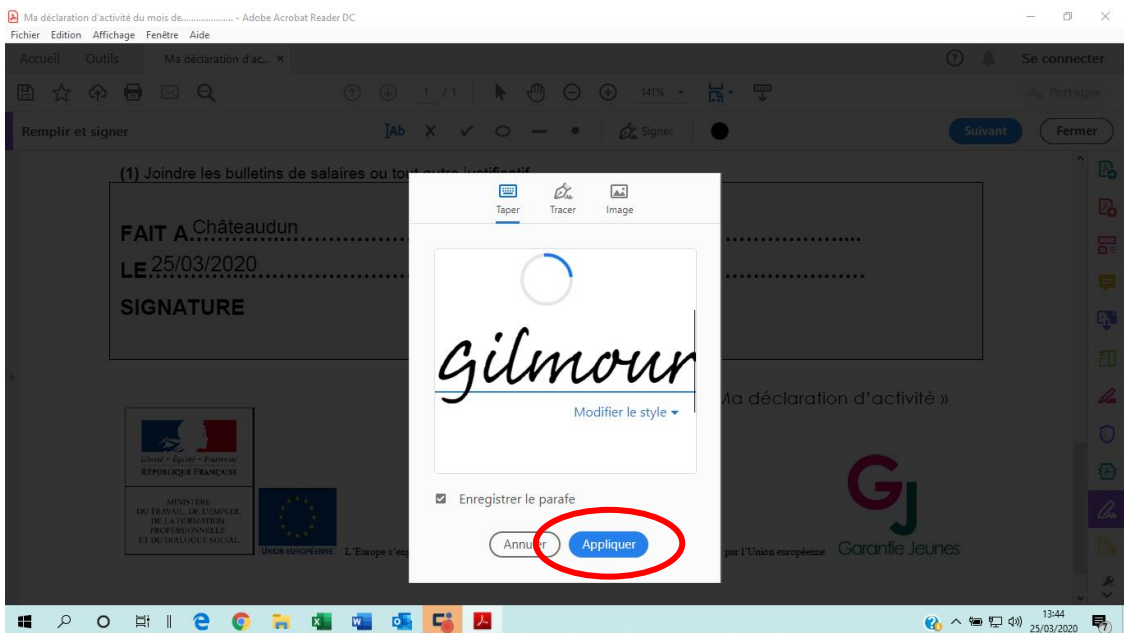 Ma déclaration d'activité du mois de..................... - Adobe Acrobat Reader DC
Fichier Edition Affichage Fenêtre Aide
Accueil Outils Ma déclaration d'ac... × Se connecter
1 / 1 141% Partager
Remplir et signer Ab Signer Suivant Fermer
(1) Joindre les bulletins de salaires ou tout autre justificatif
Taper Tracer Image
FAIT A Châteaudun
LE 25/03/2020
SIGNATURE
gilmour
Modifier le style
Ma déclaration d'activité »
Enregistrer le parafe
Annuler Appliquer
Liberté • Égalité • Fraternité
RÉPUBLIQUE FRANÇAISE
MINISTÈRE
DU TRAVAIL, DE L'EMPLOI,
DE LA FORMATION
PROFESSIONNELLE
ET DU DIALOGUE SOCIAL
UNION EUROPÉENNE L'Europe s'en par l'Union européenne
GJ
Garantie Jeunes
13:44
25/03/2020
7